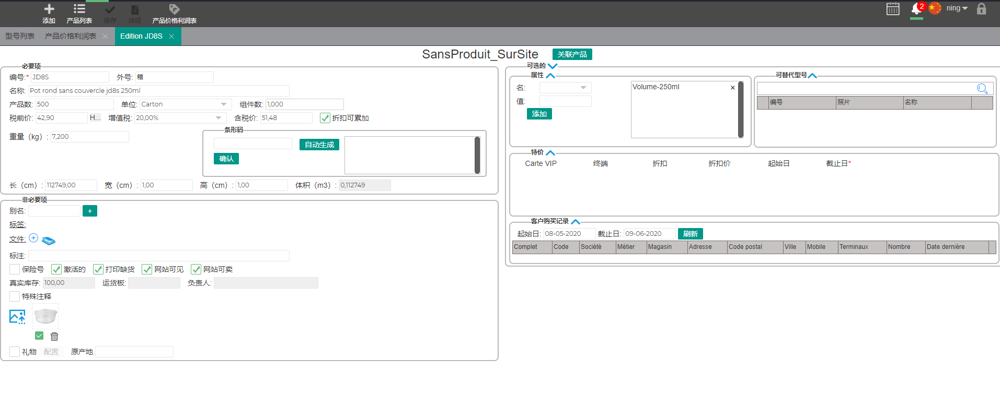 添加 产品列表 保存 详细 产品价格利润表 2 ning
型号列表 产品价格利润表 × Edition JD8S ×
SansProduit_SurSite 关联产品
必要项
编号:* JD8S 外号: 箱
名称: Pot rond sans couvercle jd8s 250ml
产品数: 500 单位: Carton 组件数: 1,000
税前价: 42,90 H... 增值税: 20,00% 含税价: 51,48 折扣可累加
重量（kg）: 7,200
条形码
自动生成
确认
长（cm）: 112749,00 宽（cm）: 1,00 高（cm）: 1,00 体积（m3）: 0,112749
非必要项
别名: +
标签:
文件:
标注:
保险号 激活的 打印缺货 网站可见 网站可卖
真实库存: 100,00 运货板: 负责人:
特殊注释
礼物 配置 原产地
可选的
属性
名: Volume-250ml ×
值:
添加
可替代型号
编号 照片 名称
特价
Carte VIP 终端 折扣 折扣价 起始日 截止日*
客户购买记录
起始日: 08-05-2020 截止日: 09-06-2020 刷新
Complet Code Société Métier Magasin Adresse Code postal Ville Mobile Terminaux Nombre Date dernière